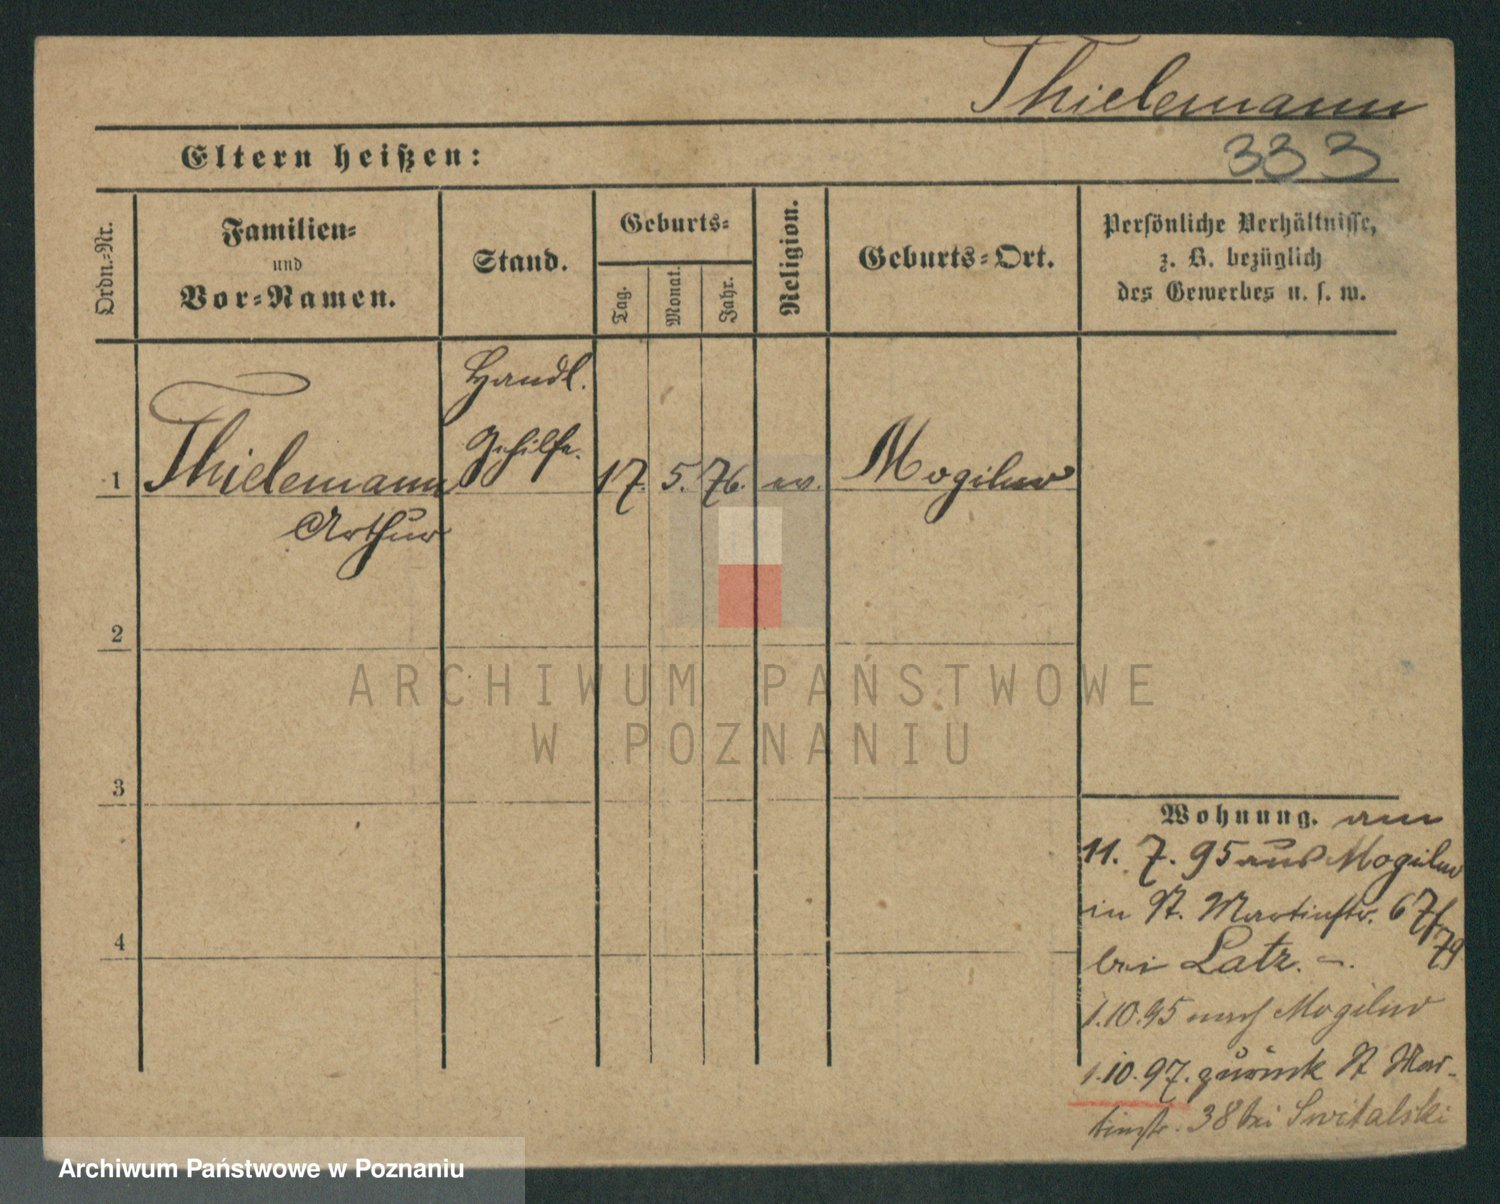 Thielemann
333
Eltern heißen:
Ordn.-Nr.
Familien-
und
Vor-Namen.
Stand.
Geburts-
Tag.
Monat.
Jahr.
Religion.
Geburts-Ort.
Persönliche Verhältnisse,
z. B. bezüglich
des Gewerbes u. s. w.
Handl.
Gehilfe.
1 Thielemann 17. 5. 76. ev. Mogilno
Arthur
2
3
4
Wohnung. am
11. 7. 95 aus Mogilno
in St. Martinstr. 67/
79
bei Latz. -.
1.10.95 nach Mogilno
1.10.97. zurück St Mar-
tinstr. 38 bei Switalski
ARCHIWUM PAŃSTWOWE
W POZNANIU
Archiwum Państwowe w Poznaniu